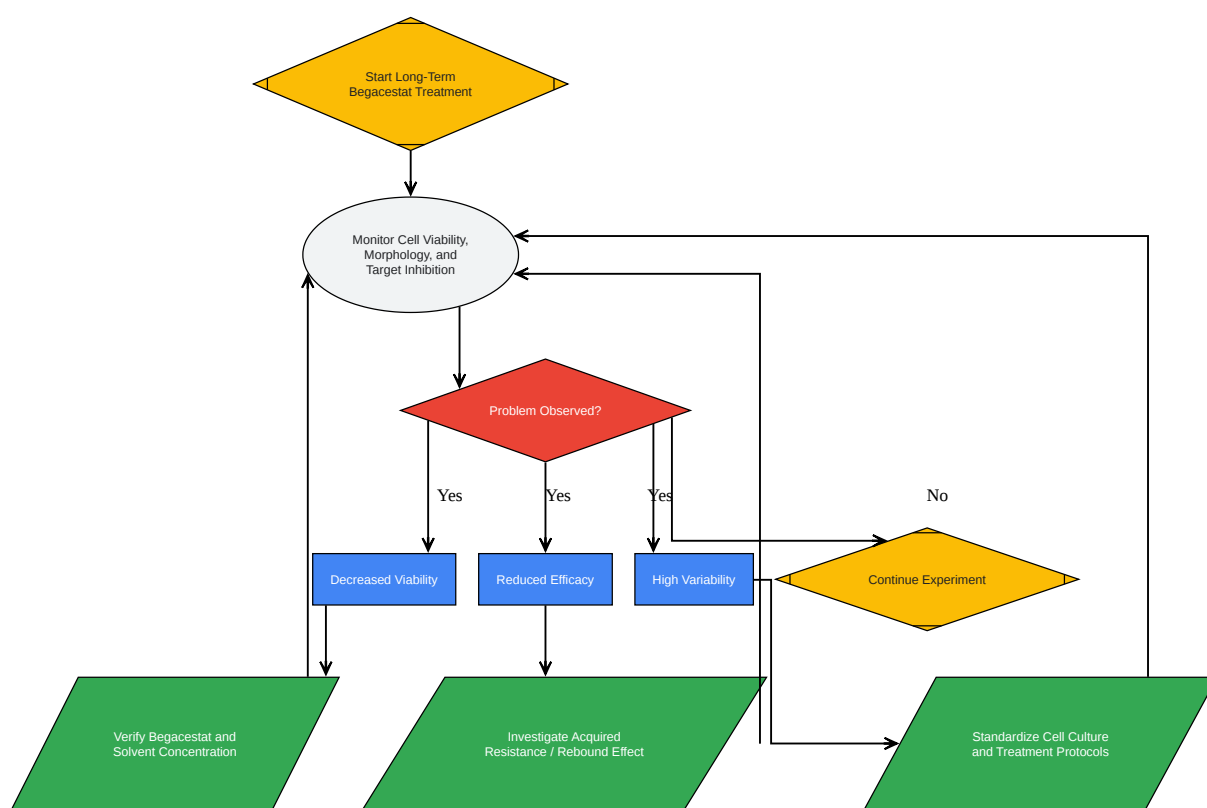 Start Long-Term
Begacestat Treatment
Monitor Cell Viability,
Morphology, and
Target Inhibition
Problem Observed?
Yes
Yes
Yes
No
Decreased Viability
Reduced Efficacy
High Variability
Continue Experiment
Verify Begacestat and
Solvent Concentration
Investigate Acquired
Resistance / Rebound Effect
Standardize Cell Culture
and Treatment Protocols